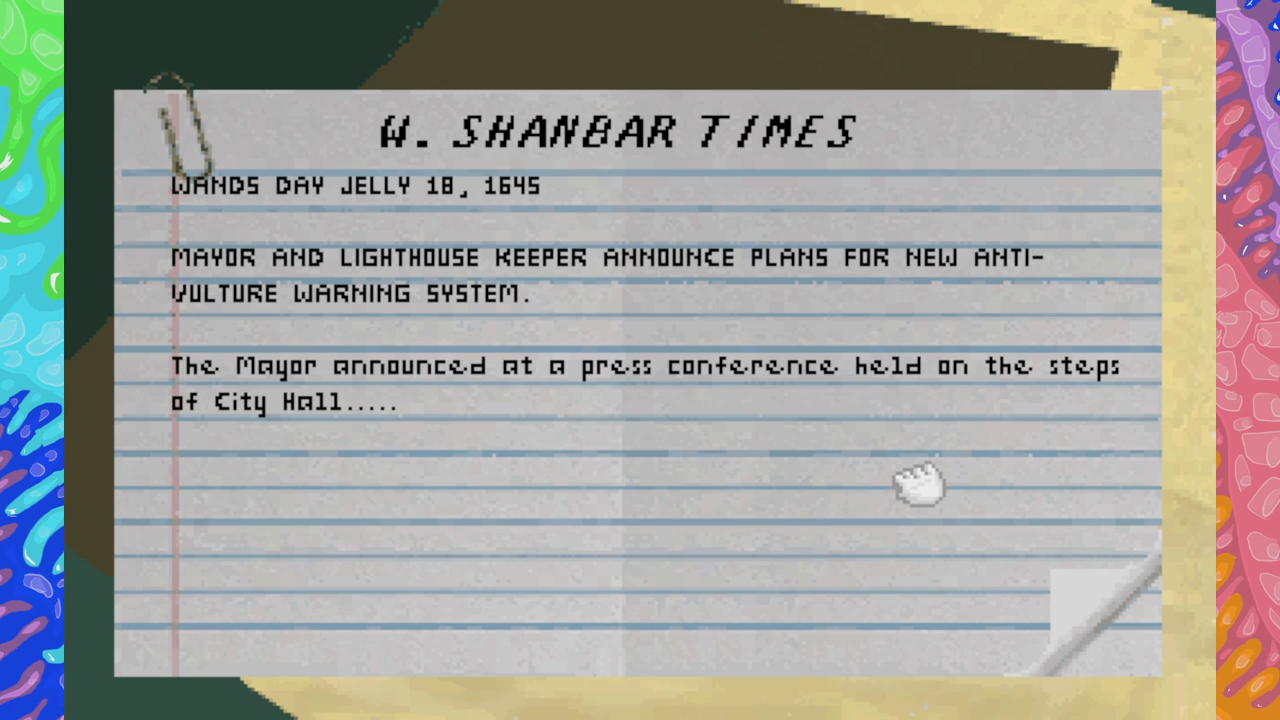 W. SHANBAR TIMES
WANDS DAY JELLY 18, 1645
MAYOR AND LIGHTHOUSE KEEPER ANNOUNCE PLANS FOR NEW ANTI-
VULTURE WARNING SYSTEM.
The Mayor announced at a press conference held on the steps
of City Hall.....